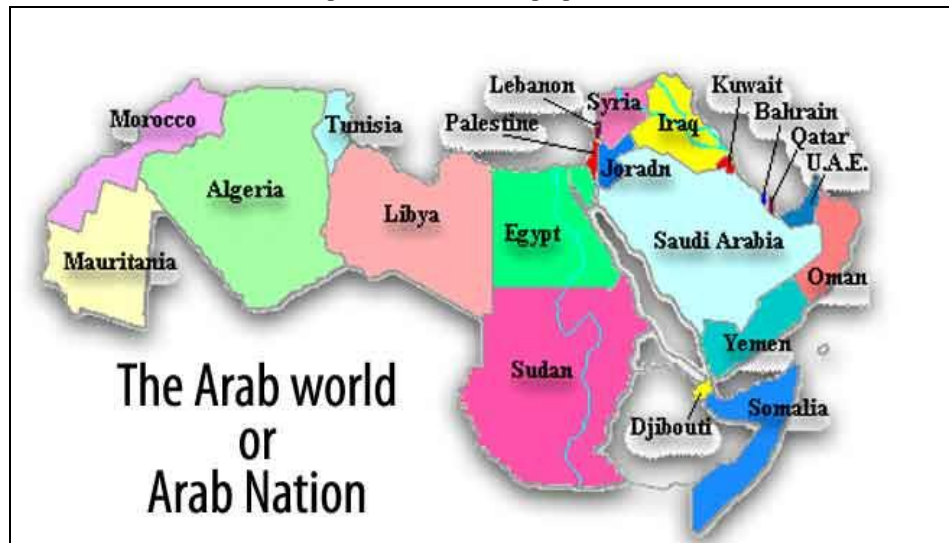 Lebanon
Syria
Kuwait
Morocco
Tunisia
Palestine
Iraq
Bahrain
Qatar
Joradn
U.A.E.
Algeria
Libya
Egypt
Saudi Arabia
Mauritania
Oman
Yemen
Sudan
Djibouti
Somalia
The Arab world
or
Arab Nation